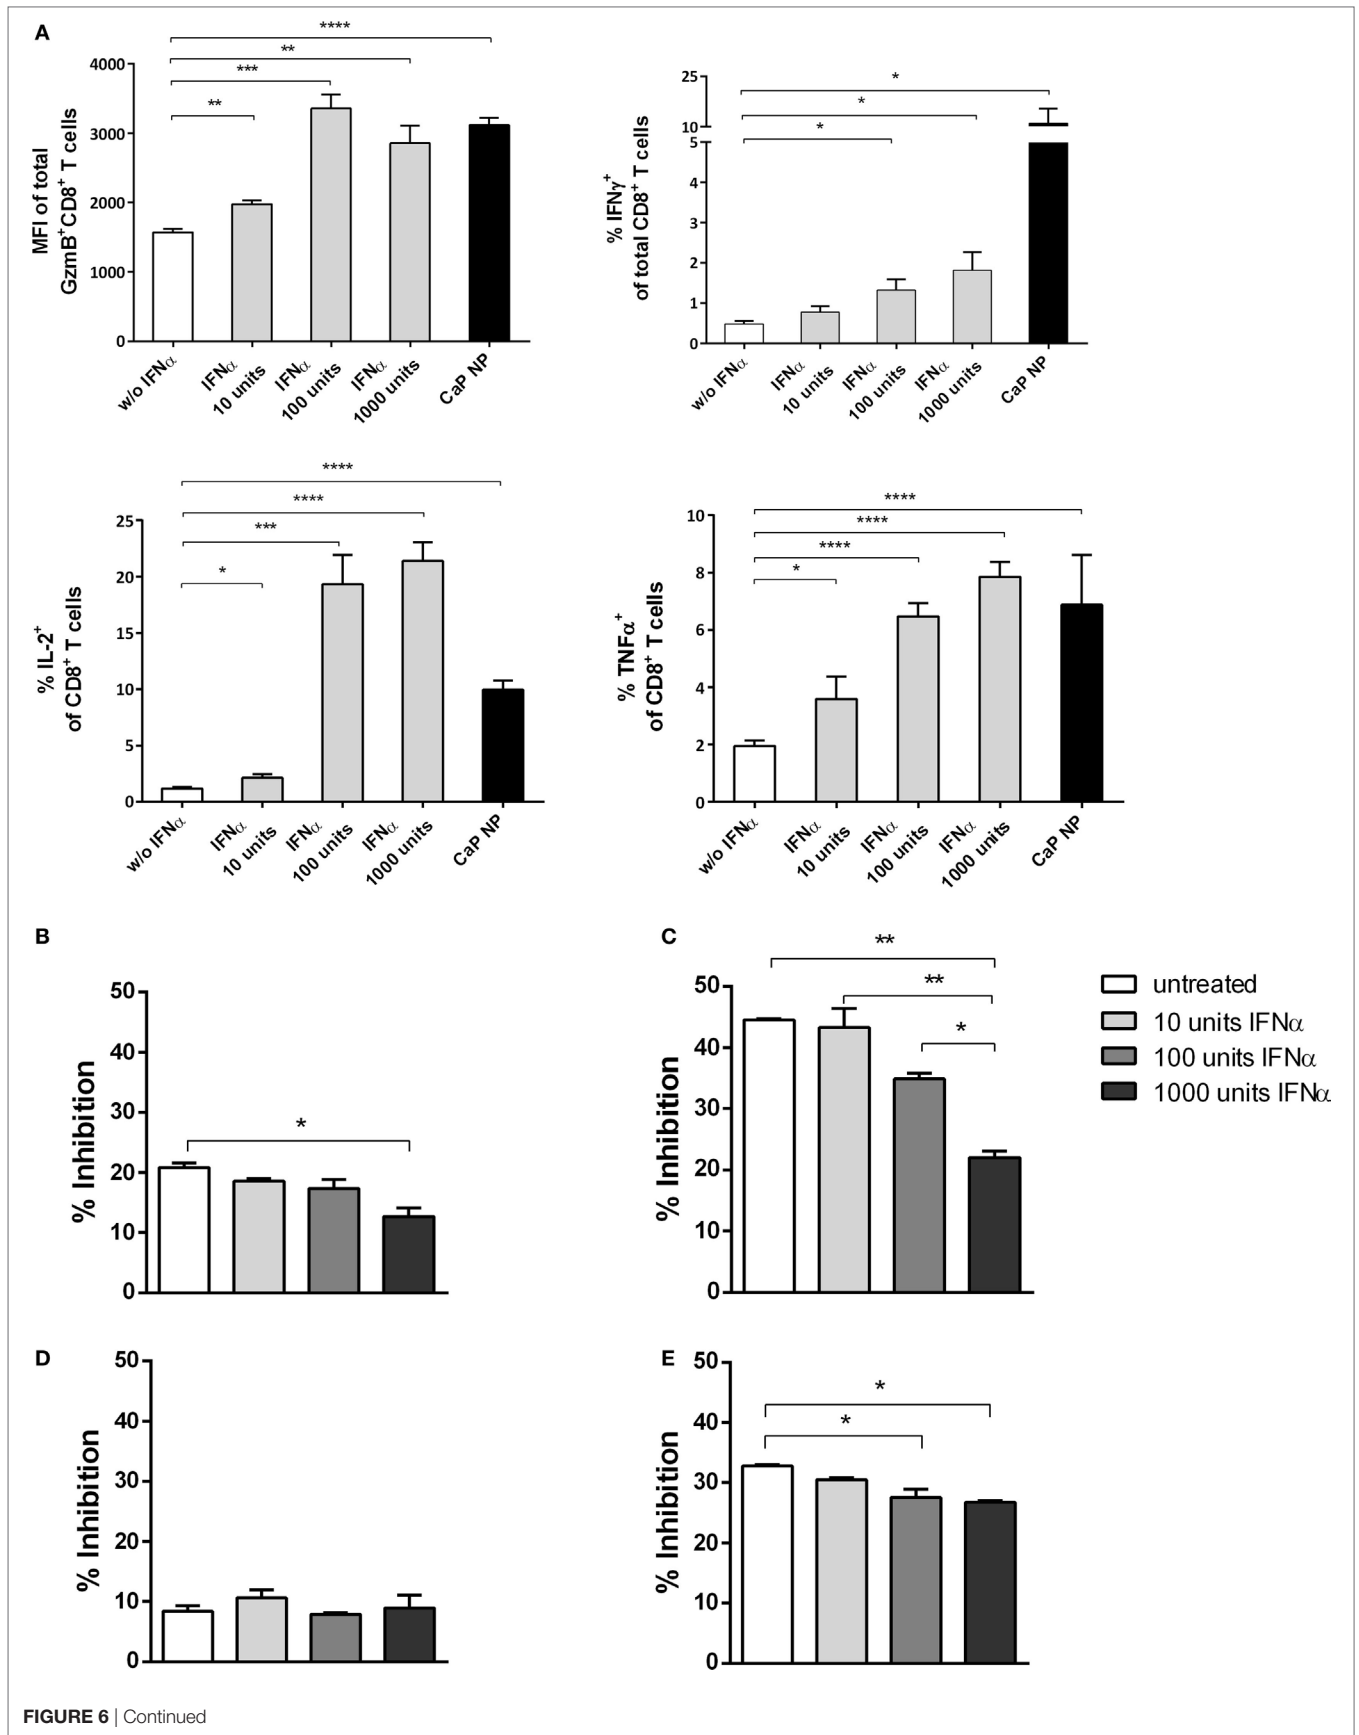 A
****
**
***
**
4000
3000
2000
1000
0
MFI of total
GzmB⁺CD8⁺ T cells
w/o IFNα
IFNα
10 units
IFNα
100 units
IFNα
1000 units
CaP NP
*
*
*
25
10
5
4
3
2
1
0
% IFNγ⁺
of total CD8⁺ T cells
w/o IFNα
IFNα
10 units
IFNα
100 units
IFNα
1000 units
CaP NP
****
****
***
*
25
20
15
10
5
0
% IL-2⁺
of CD8⁺ T cells
w/o IFNα
IFNα
10 units
IFNα
100 units
IFNα
1000 units
CaP NP
****
****
****
*
10
8
6
4
2
0
% TNFα⁺
of CD8⁺ T cells
w/o IFNα
IFNα
10 units
IFNα
100 units
IFNα
1000 units
CaP NP
B
50
40
30
20
10
0
% Inhibition
*
C
**
**
*
50
40
30
20
10
0
% Inhibition
untreated
10 units IFNα
100 units IFNα
1000 units IFNα
D
50
40
30
20
10
0
% Inhibition
E
50
40
30
20
10
0
% Inhibition
*
*
FIGURE 6 | Continued